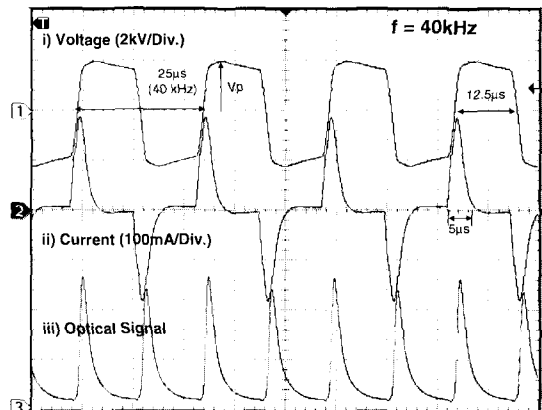 T
f = 40kHz
i) Voltage (2kV/Div.)
25µs
(40 kHz)
Vp
12.5µs
1
2
5µs
ii) Current (100mA/Div.)
iii) Optical Signal
3